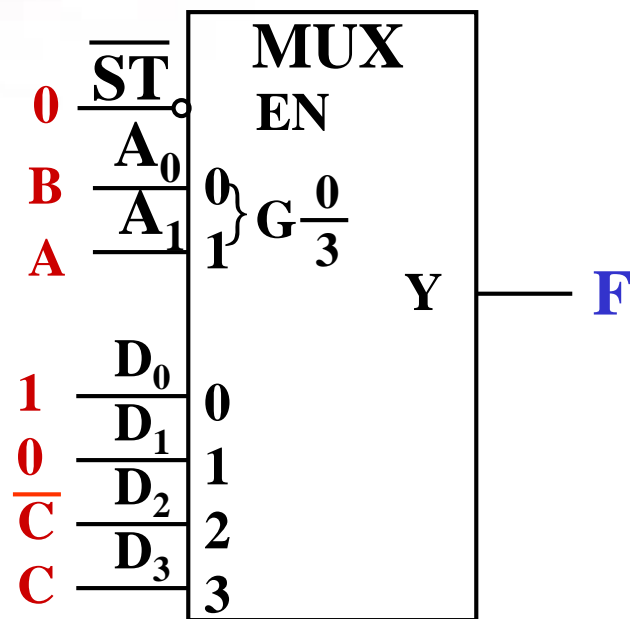 MUX
0 S̅T̅ EN
A₀
B 0 } G 0/3
A₁
A 1
Y F
D₀
1 0
D₁
0 1
D₂
C̅ 2
D₃
C 3